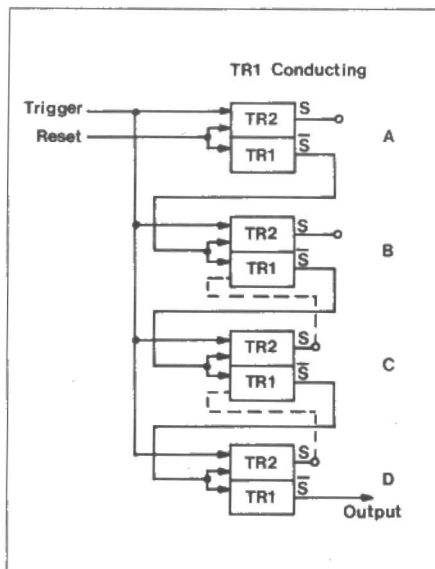 TR1 Conducting
Trigger
Reset
TR2
S
TR1
S̅
A
TR2
S
TR1
S̅
B
TR2
S
TR1
S̅
C
TR2
S
TR1
S̅
D
Output